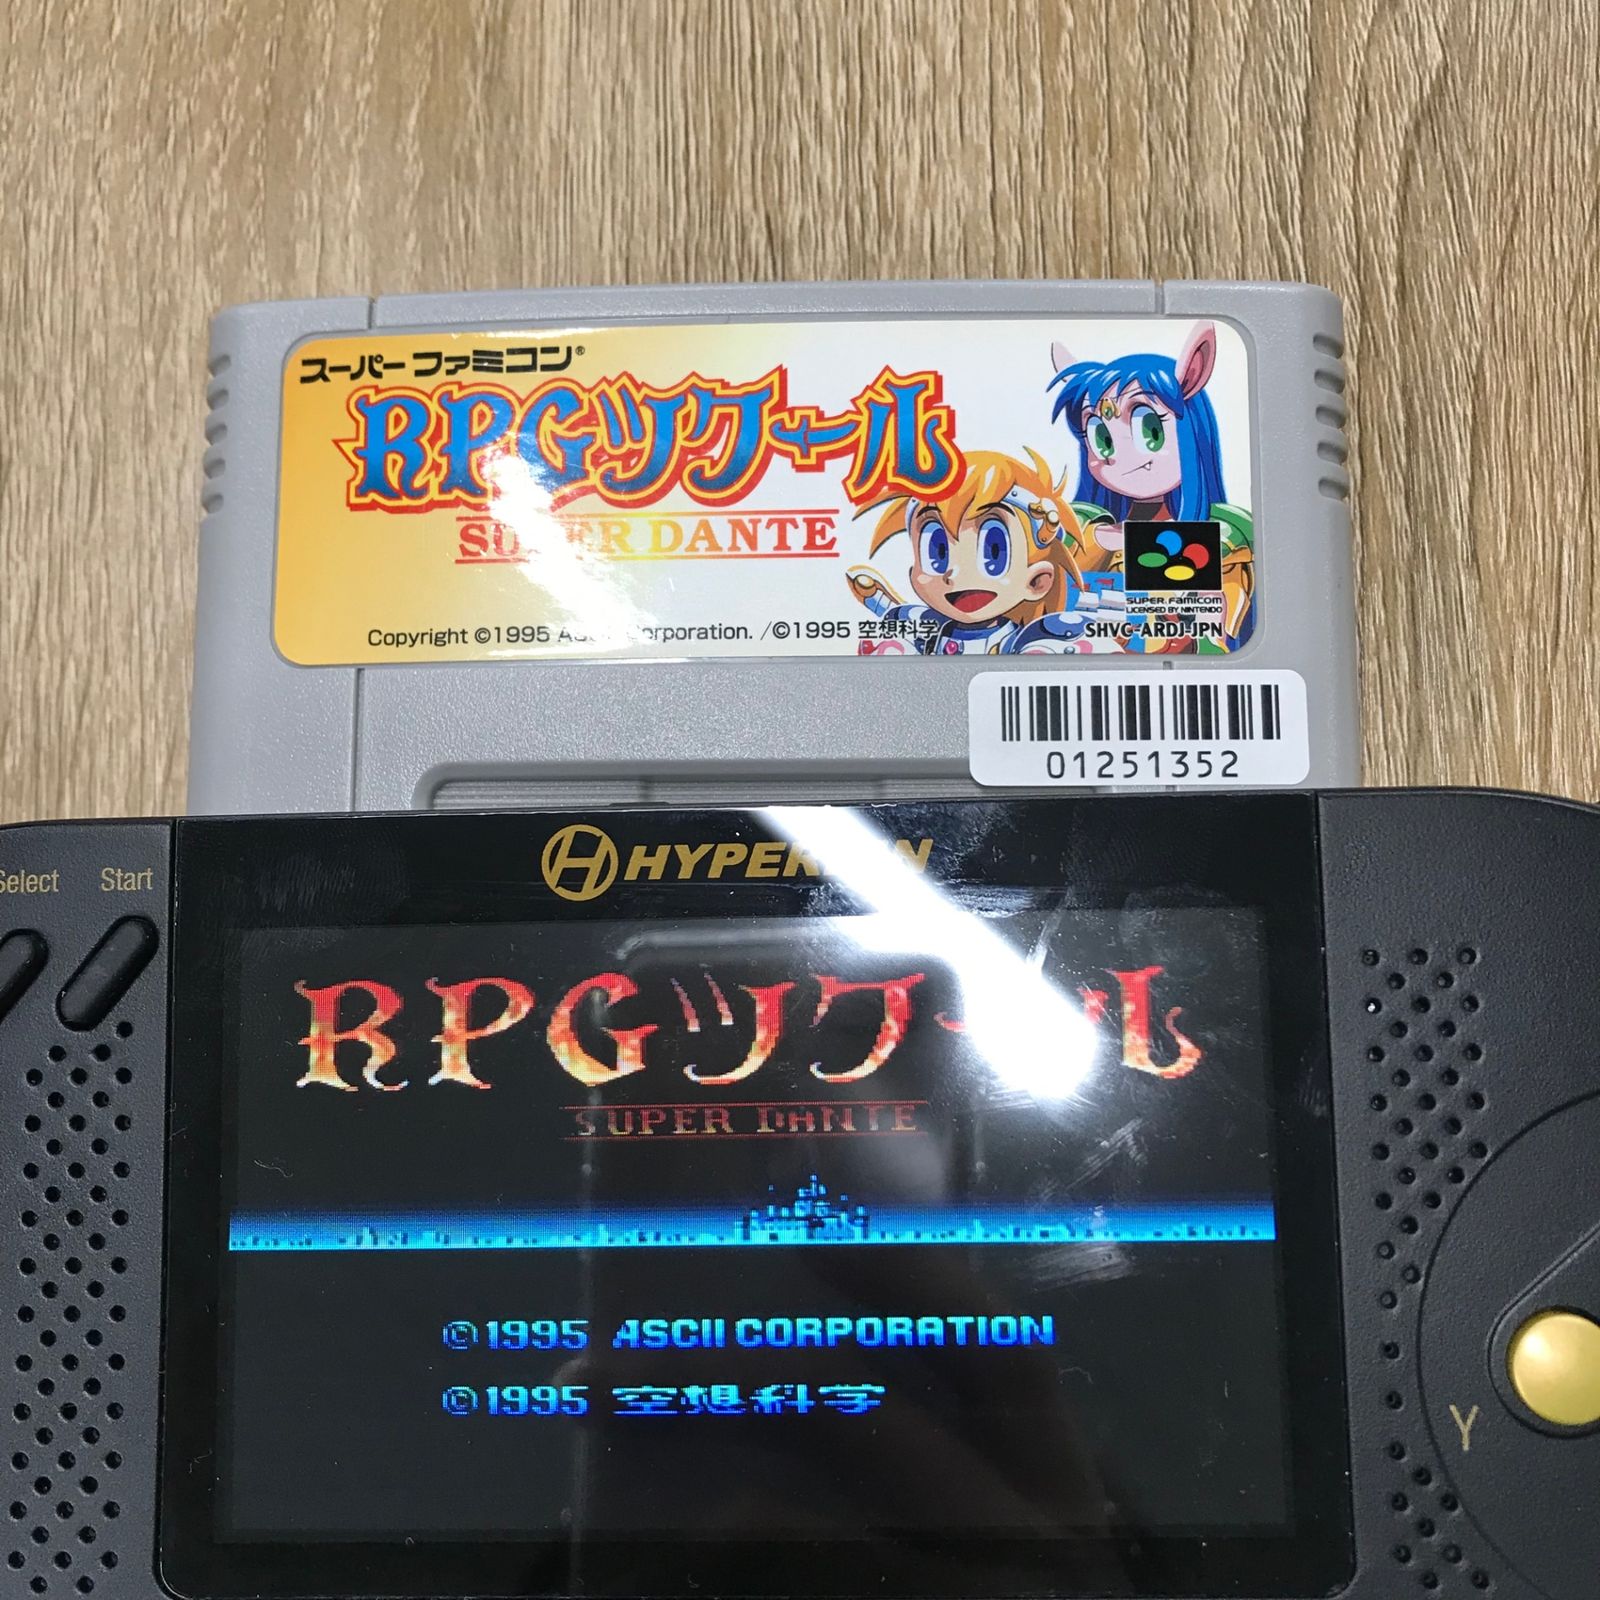 スーパーファミコン®
RPGツクール
SUPER DANTE
Copyright ©1995 Corporation. /©1995 空想科学
SUPER FAMICOM
LICENSED BY NINTENDO
SHVC-ARDJ-JPN
01251352
Select Start
RPGツクール
SUPER DANTE
©1995 ASCII CORPORATION
©1995 空想科学
Y